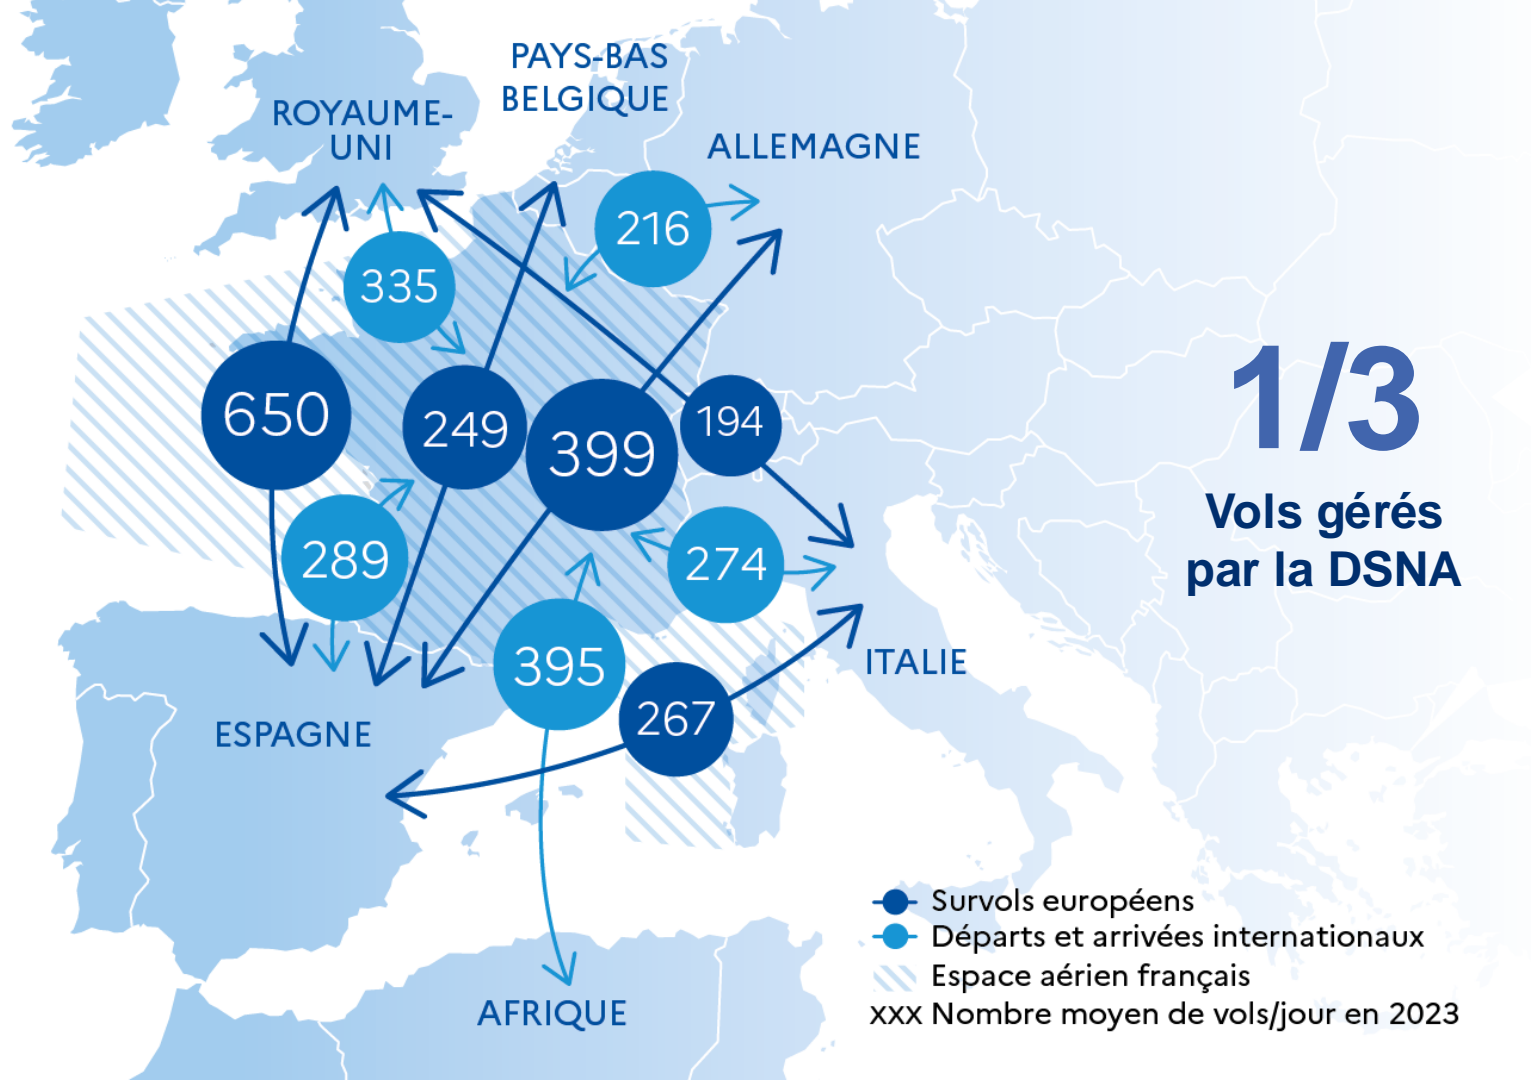 PAYS-BAS
BELGIQUE
ROYAUME-
UNI
ALLEMAGNE
216
335
650
249
399
194
289
274
395
267
ITALIE
ESPAGNE
AFRIQUE
1/3
Vols gérés
par la DSNA
Survols européens
Départs et arrivées internationaux
Espace aérien français
xxx Nombre moyen de vols/jour en 2023